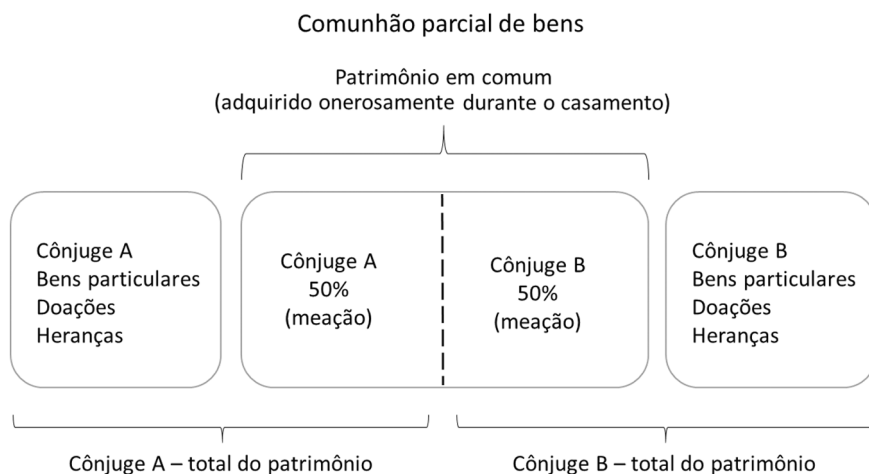 Comunhão parcial de bens
Patrimônio em comum
(adquirido onerosamente durante o casamento)
Cônjuge A
Bens particulares
Doações
Heranças
Cônjuge A
50%
(meação)
Cônjuge B
50%
(meação)
Cônjuge B
Bens particulares
Doações
Heranças
Cônjuge A – total do patrimônio
Cônjuge B – total do patrimônio